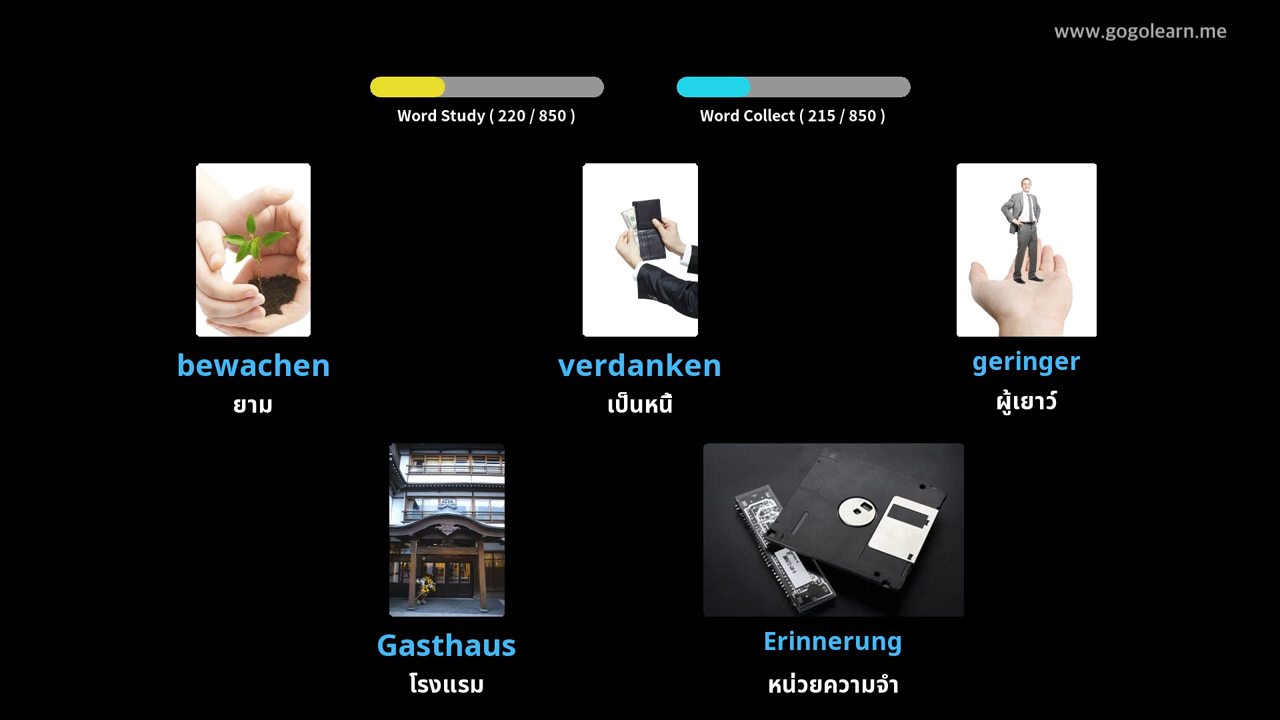 www.gogolearn.me
Word Study ( 220 / 850 )
Word Collect ( 215 / 850 )
bewachen
ยาม
verdanken
เป็นหนี้
geringer
ผู้เยาว์
Gasthaus
โรงแรม
Erinnerung
หน่วยความจำ